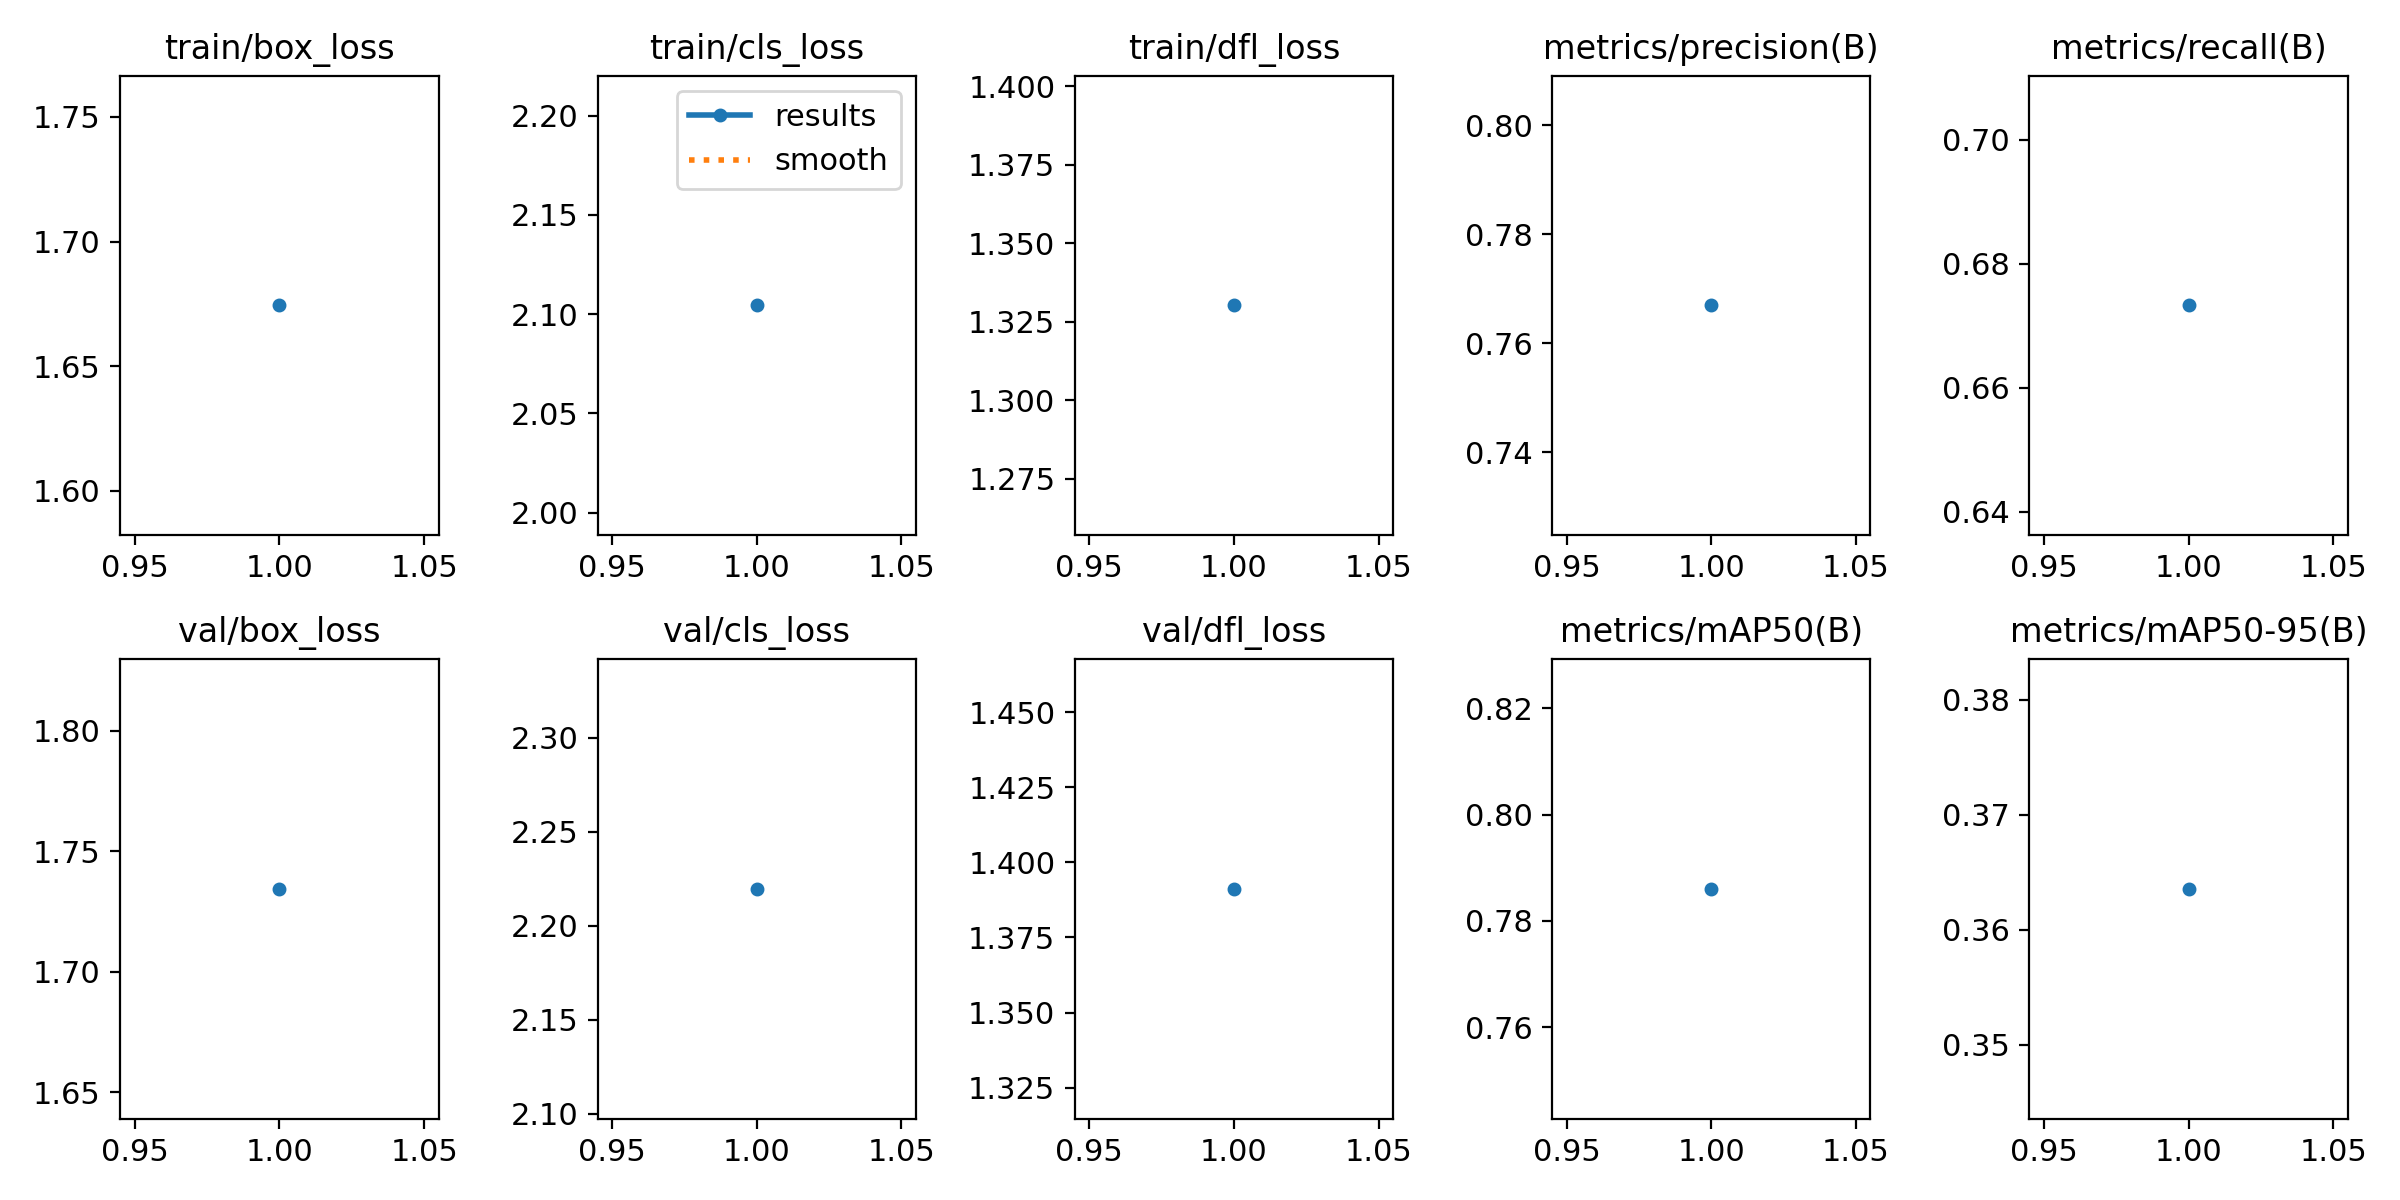 train/box_loss
1.75
1.70
1.65
1.60
0.95 1.00 1.05
train/cls_loss
results
smooth
2.20
2.15
2.10
2.05
2.00
0.95 1.00 1.05
train/dfl_loss
1.400
1.375
1.350
1.325
1.300
1.275
0.95 1.00 1.05
metrics/precision(B)
0.80
0.78
0.76
0.74
0.95 1.00 1.05
metrics/recall(B)
0.70
0.68
0.66
0.64
0.95 1.00 1.05
val/box_loss
1.80
1.75
1.70
1.65
0.95 1.00 1.05
val/cls_loss
2.30
2.25
2.20
2.15
2.10
0.95 1.00 1.05
val/dfl_loss
1.450
1.425
1.400
1.375
1.350
1.325
0.95 1.00 1.05
metrics/mAP50(B)
0.82
0.80
0.78
0.76
0.95 1.00 1.05
metrics/mAP50-95(B)
0.38
0.37
0.36
0.35
0.95 1.00 1.05